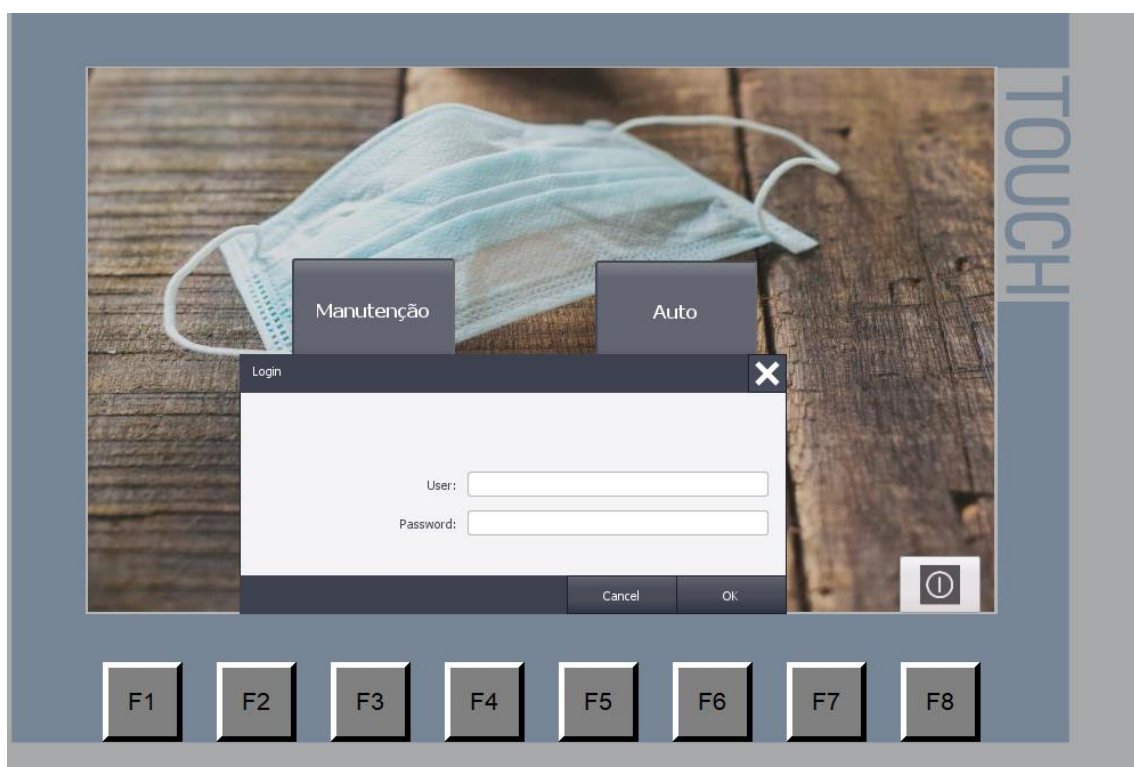 TOUCH
Manutenção
Auto
Login
User:
Password:
Cancel
OK
F1
F2
F3
F4
F5
F6
F7
F8